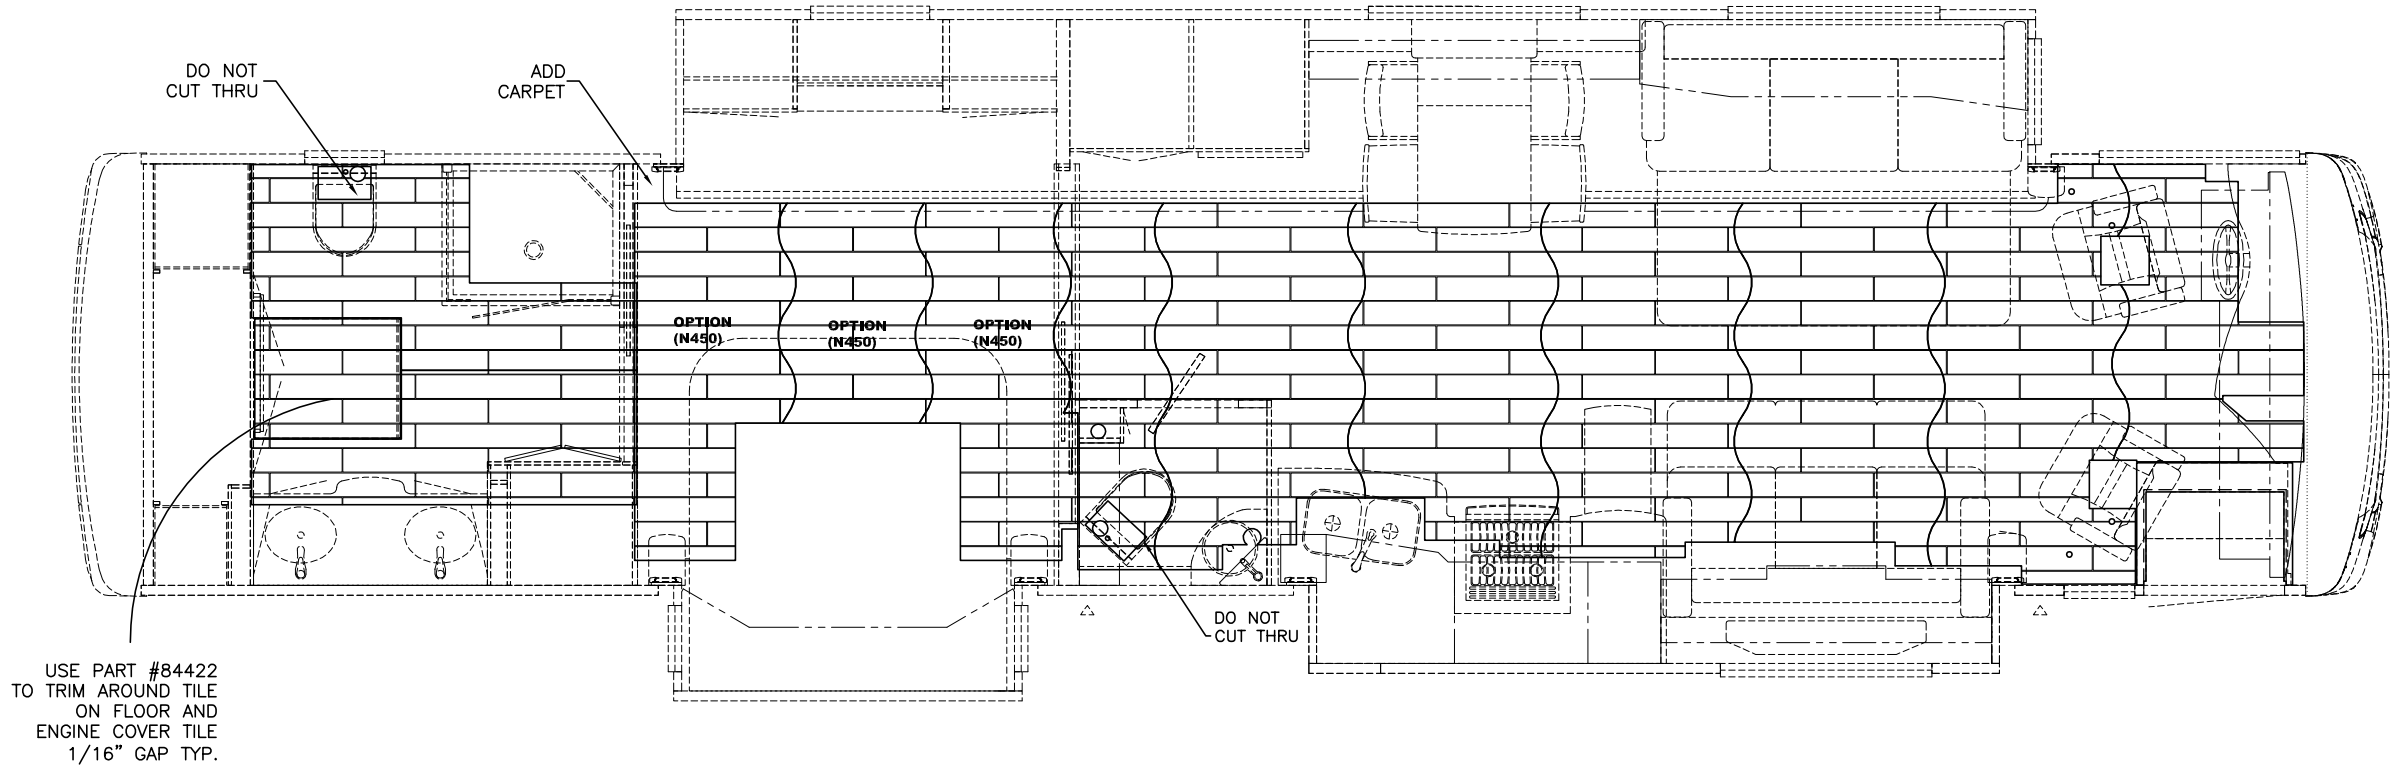 DO NOT
CUT THRU
ADD
CARPET
OPTION
(N450)
OPTION
(N450)
OPTION
(N450)
DO NOT
CUT THRU
USE PART #84422
TO TRIM AROUND TILE
ON FLOOR AND
ENGINE COVER TILE
1/16” GAP TYP.